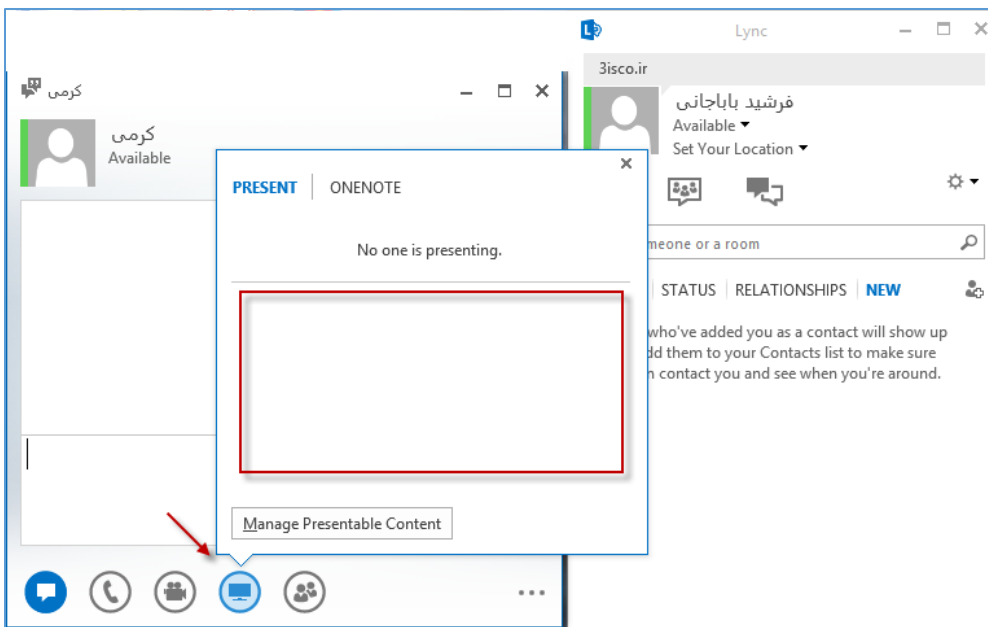 کرمی
کرمی
Available
PRESENT
ONENOTE
No one is presenting.
Manage Presentable Content
Lync
3isco.ir
فرشید باباجانی
Available
Set Your Location
meone or a room
STATUS RELATIONSHIPS NEW
who've added you as a contact will show up
dd them to your Contacts list to make sure
contact you and see when you're around.